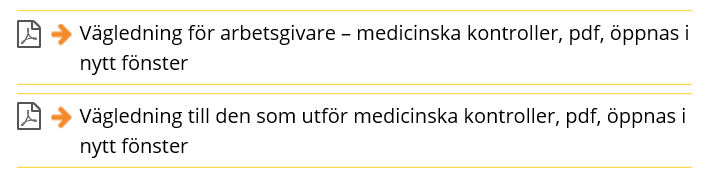 Vägledning för arbetsgivare – medicinska kontroller, pdf, öppnas i
nytt fönster
Vägledning till den som utför medicinska kontroller, pdf, öppnas i
nytt fönster